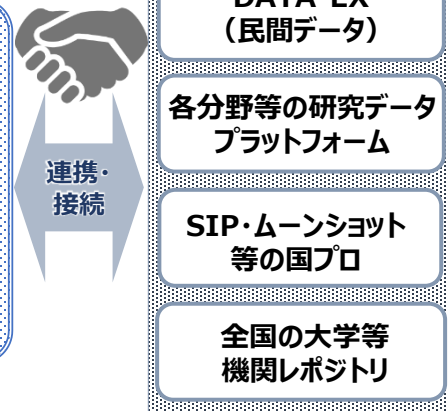 DATA-EX
（民間データ）
各分野等の研究データ
プラットフォーム
連携・
接続
SIP・ムーンショット
等の国プロ
全国の大学等
機関レポジトリ